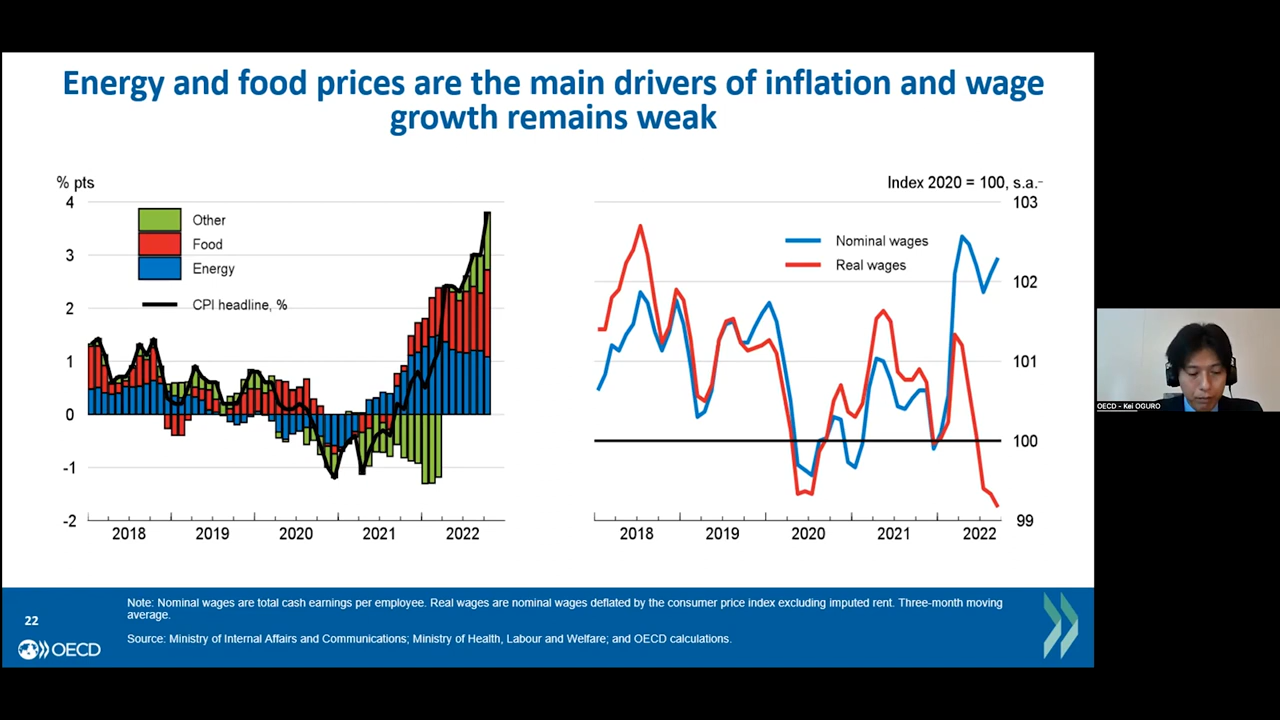 Energy and food prices are the main drivers of inflation and wage
growth remains weak
% pts
4
3
2
1
0
-1
-2
Other
Food
Energy
CPI headline, %
2018
2019
2020
2021
2022
Index 2020 = 100, s.a.
103
102
101
100
99
Nominal wages
Real wages
2018
2019
2020
2021
2022
OECD - Kei OGURO
22
OECD
Note: Nominal wages are total cash earnings per employee. Real wages are nominal wages deflated by the consumer price index excluding imputed rent. Three-month moving
average.
Source: Ministry of Internal Affairs and Communications; Ministry of Health, Labour and Welfare; and OECD calculations.